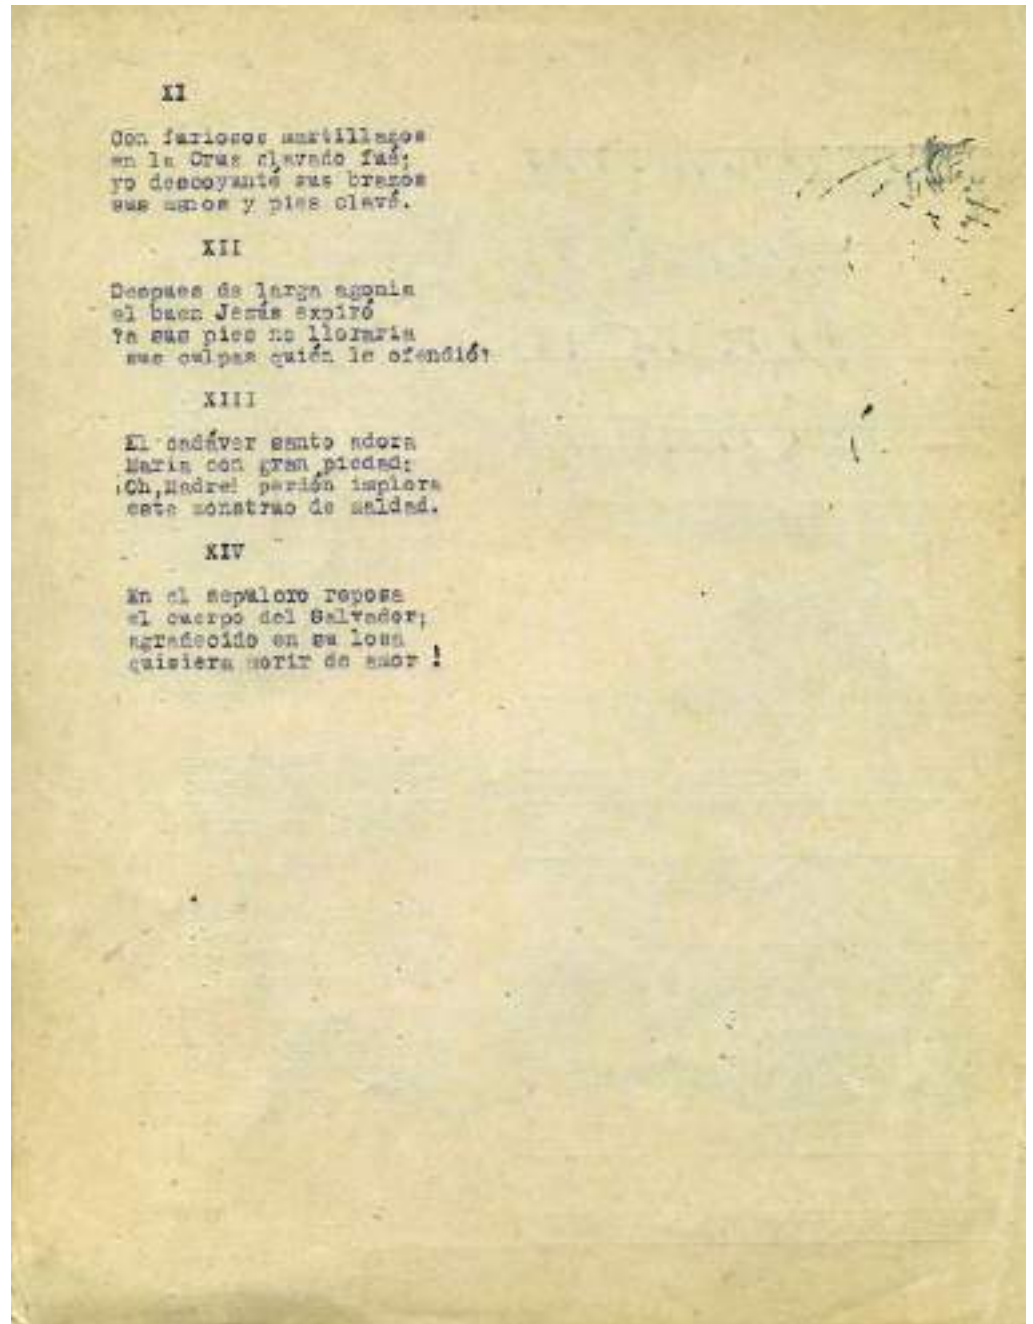 XI
Con furiosos martillazos
en la Cruz clavado fué;
yo descoyunté sus brazos
sus manos y pies clavé.
XII
Despues de larga agonia
el buen Jesús expiró
?a sus pies no lloraria
sus culpas quién le ofendió?
XIII
El cadáver santo adora
Maria con gran piedad:
¡Oh,Madre! perdón implora
este monstruo de maldad.
XIV
En el sepulcro reposa
el cuerpo del Salvador;
agradecido en su losa
quisiera morir de amor !